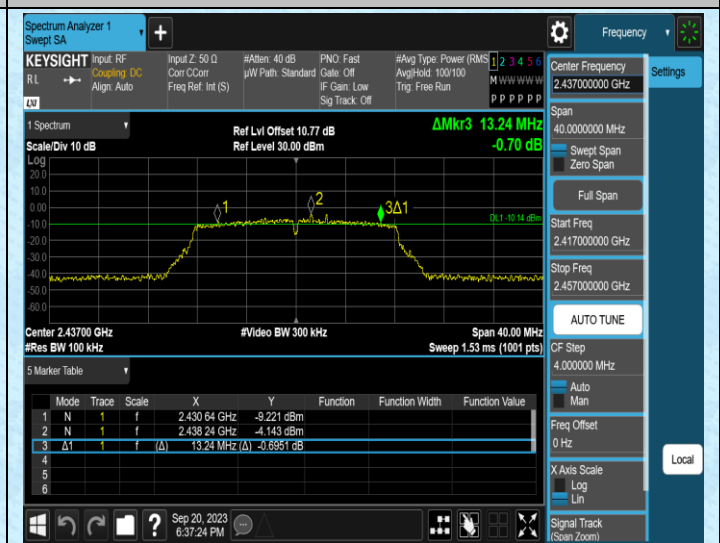 Spectrum Analyzer 1
Swept SA
+
Frequency
KEYSIGHT
RL
LXI
Input: RF
Coupling: DC
Align: Auto
Input Z: 50 Ω
Corr CCorr
Freq Ref: Int (S)
#Atten: 40 dB
µW Path: Standard
PNO: Fast
Gate: Off
IF Gain: Low
Sig Track: Off
#Avg Type: Power (RMS
Avg|Hold: 100/100
Trig: Free Run
1 2 3 4 5 6
M W W W W W
P P P P P P
1 Spectrum
Scale/Div 10 dB
Ref Lvl Offset 10.77 dB
Ref Level 30.00 dBm
ΔMkr3 13.24 MHz
-0.70 dB
Log
20.0
10.0
0.00
-10.0
-20.0
-30.0
-40.0
-50.0
-60.0
1
2
3Δ1
DL1 -10.14 dBm
Center 2.43700 GHz
#Res BW 100 kHz
#Video BW 300 kHz
Span 40.00 MHz
Sweep 1.53 ms (1001 pts)
5 Marker Table
Mode Trace Scale X Y Function Function Width Function Value
1 N 1 f 2.430 64 GHz -9.221 dBm
2 N 1 f 2.438 24 GHz -4.143 dBm
3 Δ1 1 f (Δ) 13.24 MHz (Δ) -0.6951 dB
4
5
6
?
Sep 20, 2023
6:37:24 PM
Center Frequency
2.437000000 GHz
Settings
Span
40.0000000 MHz
Swept Span
Zero Span
Full Span
Start Freq
2.417000000 GHz
Stop Freq
2.457000000 GHz
AUTO TUNE
CF Step
4.000000 MHz
Auto
Man
Freq Offset
0 Hz
Local
X Axis Scale
Log
Lin
Signal Track
(Span Zoom)